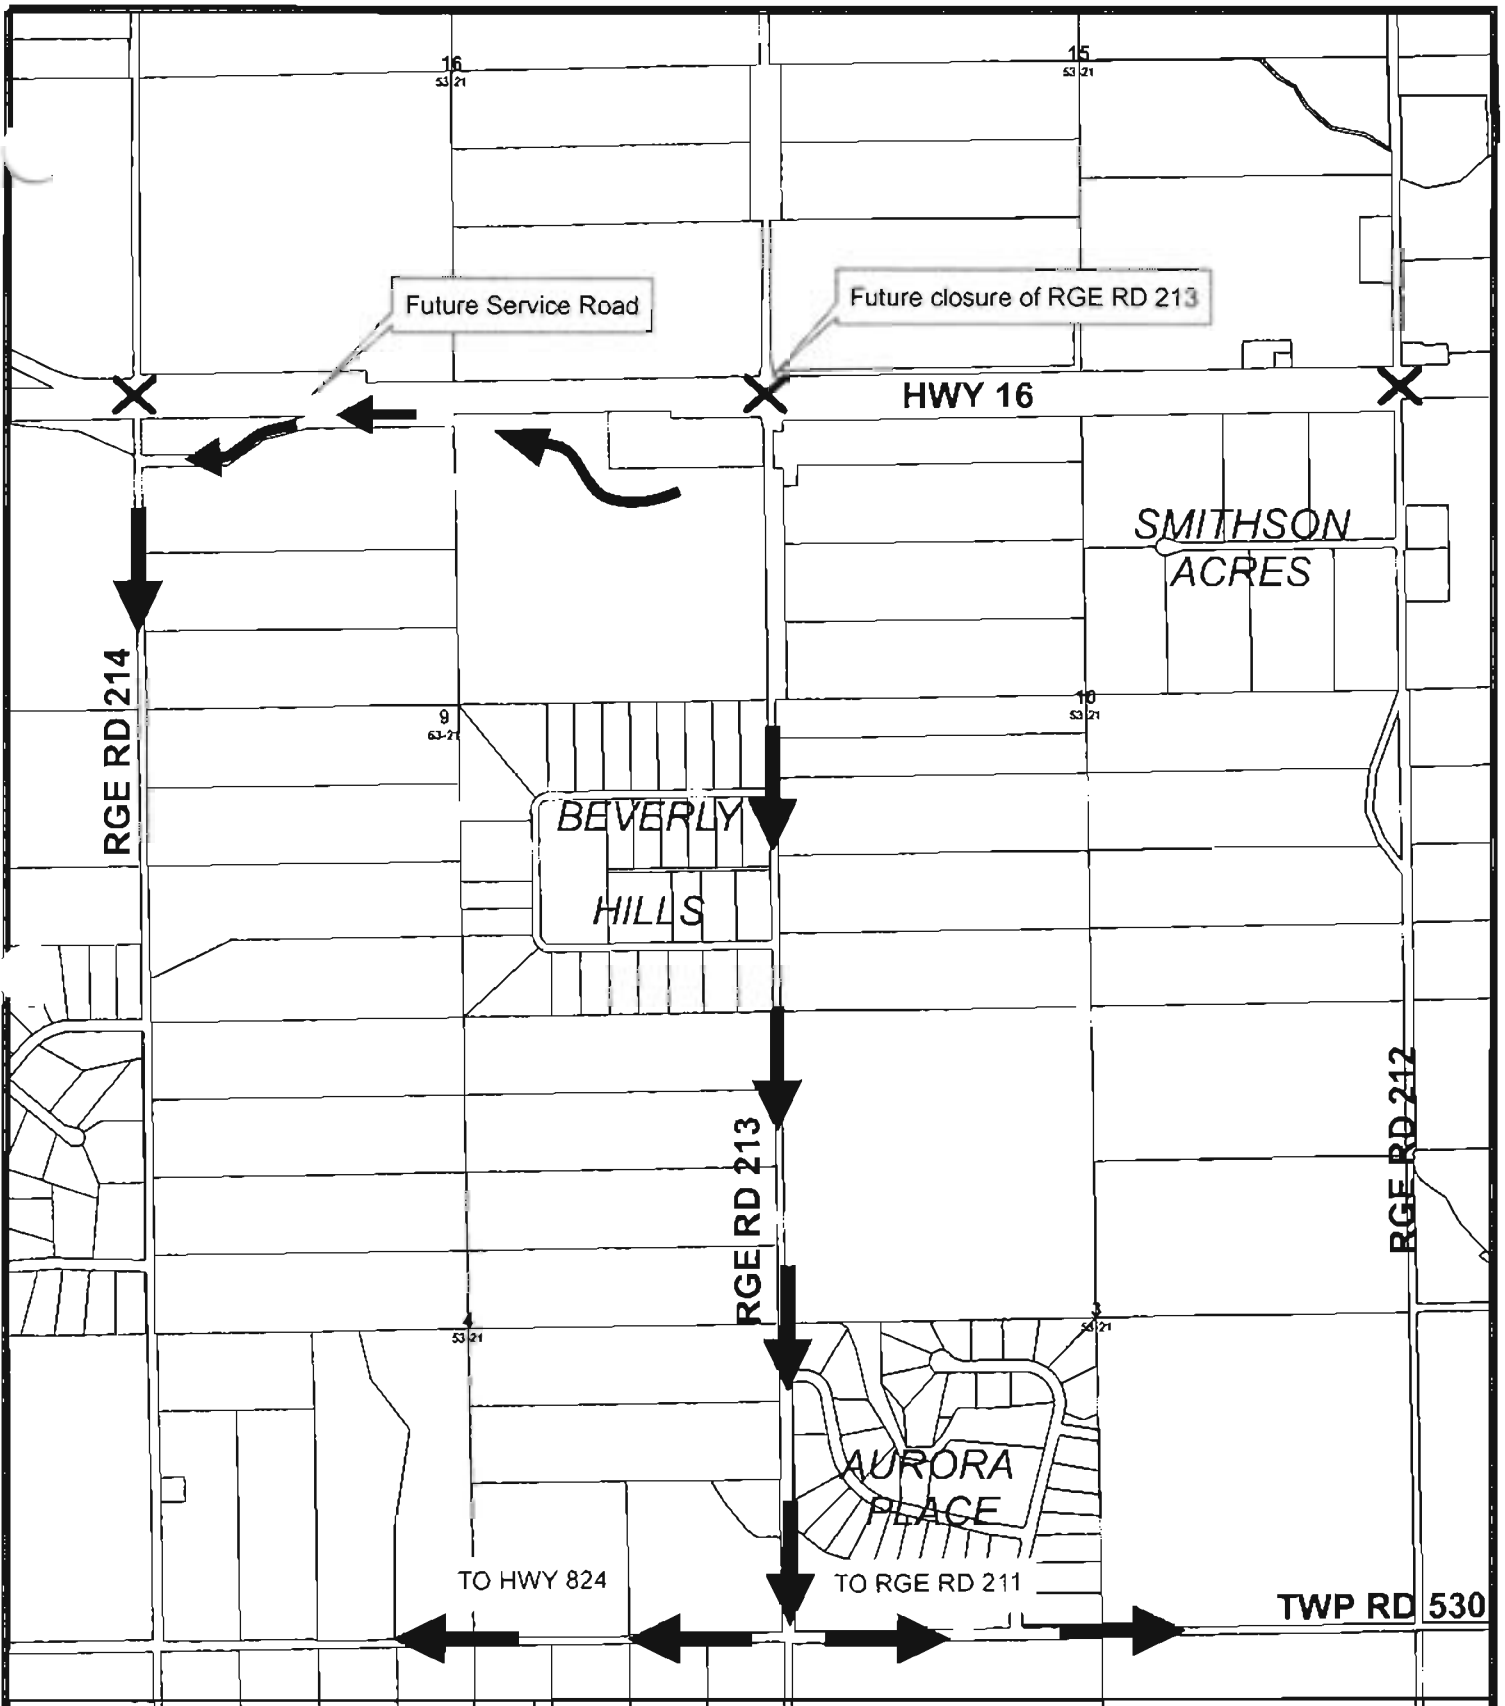 16
53-21
15
53-21
Future Service Road
Future closure of RGE RD 213
HWY 16
SMITHSON
ACRES
RGE RD 214
9
53-21
10
53-21
BEVERLY
HILLS
RGE RD 213
RGE RD 212
4
53-21
3
53-21
AURORA
PLACE
TO HWY 824
TO RGE RD 211
TWP RD 530